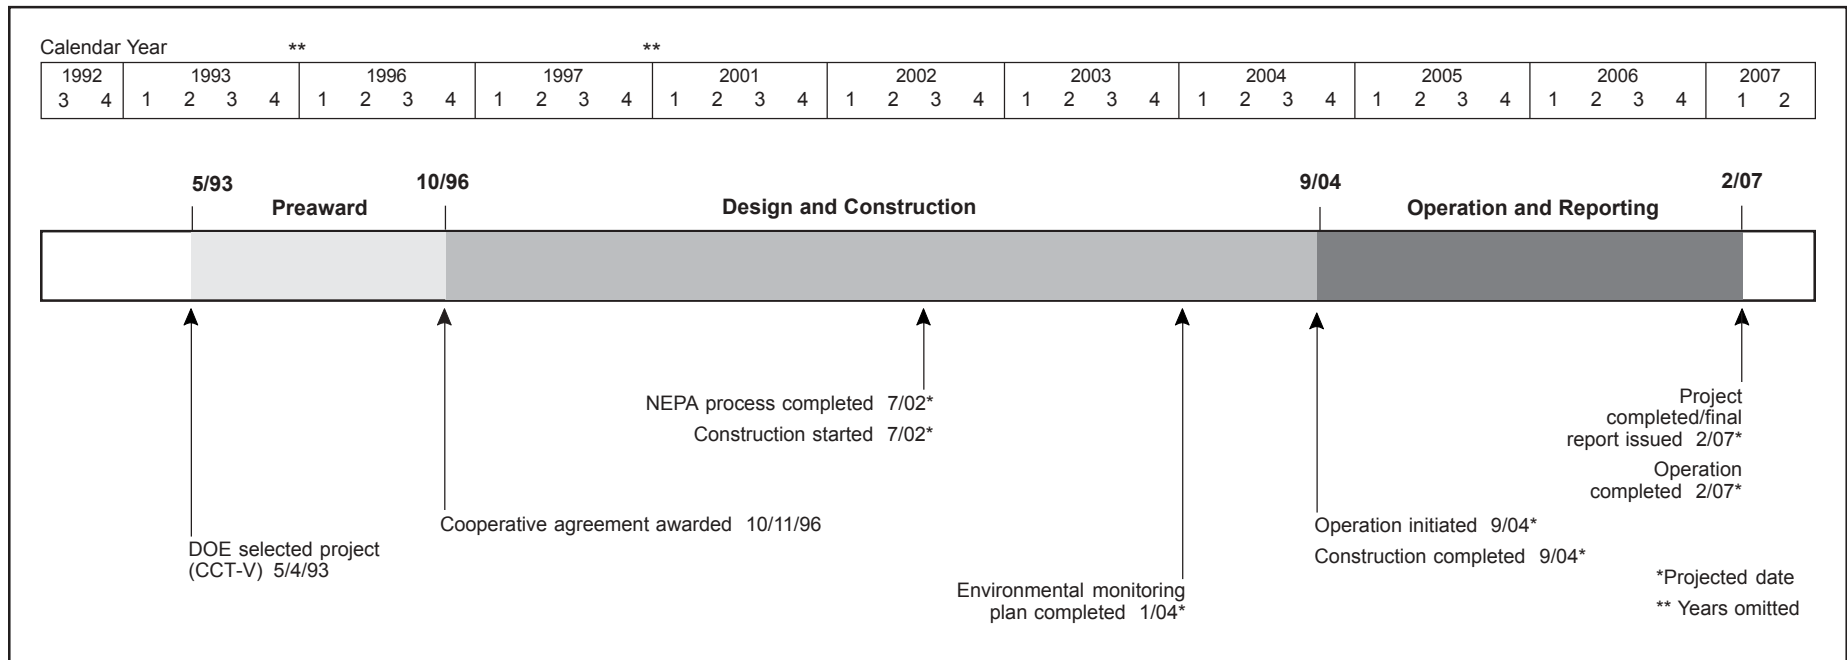 Calendar Year ** **
1992 1993 1996 1997 2001 2002 2003 2004 2005 2006 2007
3 4 1 2 3 4 1 2 3 4 1 2 3 4 1 2 3 4 1 2 3 4 1 2 3 4 1 2 3 4 1 2 3 4 1 2 3 4 1 2
5/93 10/96 9/04 2/07
Preaward Design and Construction Operation and Reporting
NEPA process completed 7/02*
Construction started 7/02*
Project
completed/final
report issued 2/07*
Operation
completed 2/07*
Cooperative agreement awarded 10/11/96
Operation initiated 9/04*
Construction completed 9/04*
DOE selected project
(CCT-V) 5/4/93
Environmental monitoring
plan completed 1/04*
*Projected date
** Years omitted